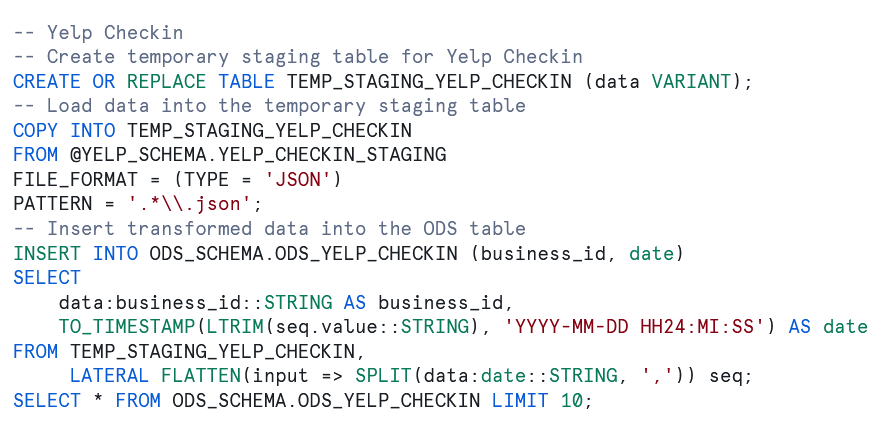 -- Yelp Checkin
-- Create temporary staging table for Yelp Checkin
CREATE OR REPLACE TABLE TEMP_STAGING_YELP_CHECKIN (data VARIANT);
-- Load data into the temporary staging table
COPY INTO TEMP_STAGING_YELP_CHECKIN
FROM @YELP_SCHEMA.YELP_CHECKIN_STAGING
FILE_FORMAT = (TYPE = 'JSON')
PATTERN = '.*\\.json';
-- Insert transformed data into the ODS table
INSERT INTO ODS_SCHEMA.ODS_YELP_CHECKIN (business_id, date)
SELECT
    data:business_id::STRING AS business_id,
    TO_TIMESTAMP(LTRIM(seq.value::STRING), 'YYYY-MM-DD HH24:MI:SS') AS date
FROM TEMP_STAGING_YELP_CHECKIN,
     LATERAL FLATTEN(input => SPLIT(data:date::STRING, ',')) seq;
SELECT * FROM ODS_SCHEMA.ODS_YELP_CHECKIN LIMIT 10;